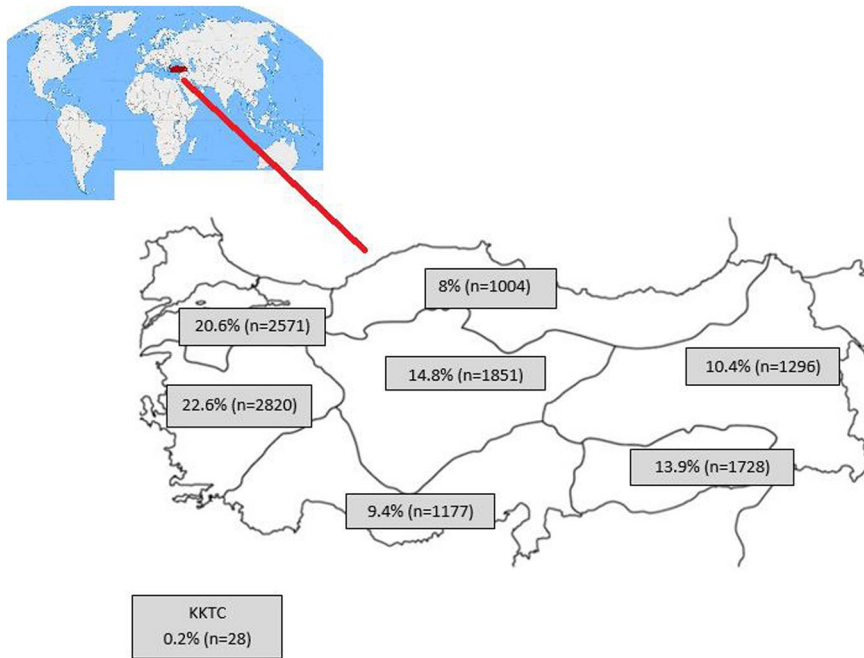 8% (n=1004)
20.6% (n=2571)
14.8% (n=1851)
10.4% (n=1296)
22.6% (n=2820)
13.9% (n=1728)
9.4% (n=1177)
KKTC
0.2% (n=28)